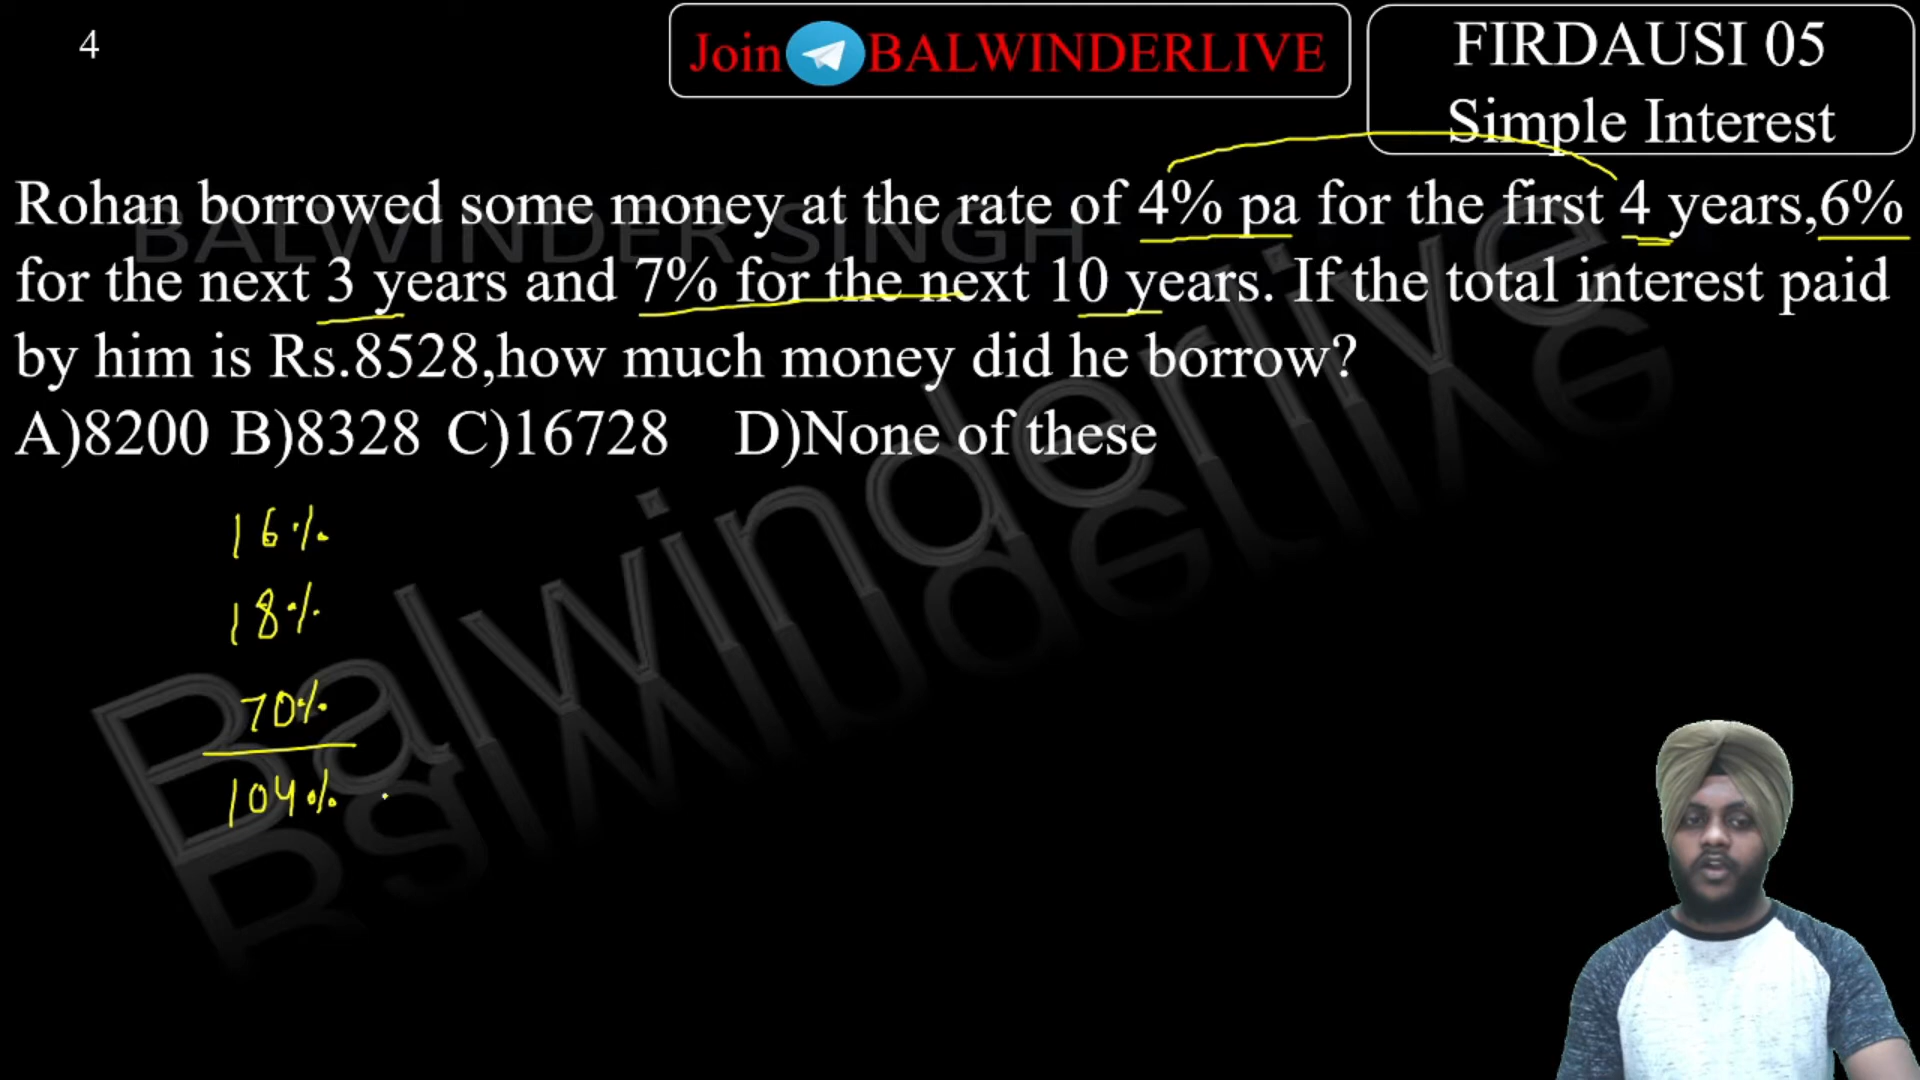 4
Join BALWINDERLIVE
FIRDAUSI 05
Simple Interest
Rohan borrowed some money at the rate of 4% pa for the first 4 years,6%
for the next 3 years and 7% for the next 10 years. If the total interest paid
by him is Rs.8528,how much money did he borrow?
A)8200 B)8328 C)16728 D)None of these
BALWINDER SINGH
Balwinderlive
16%
18%
70%
104%